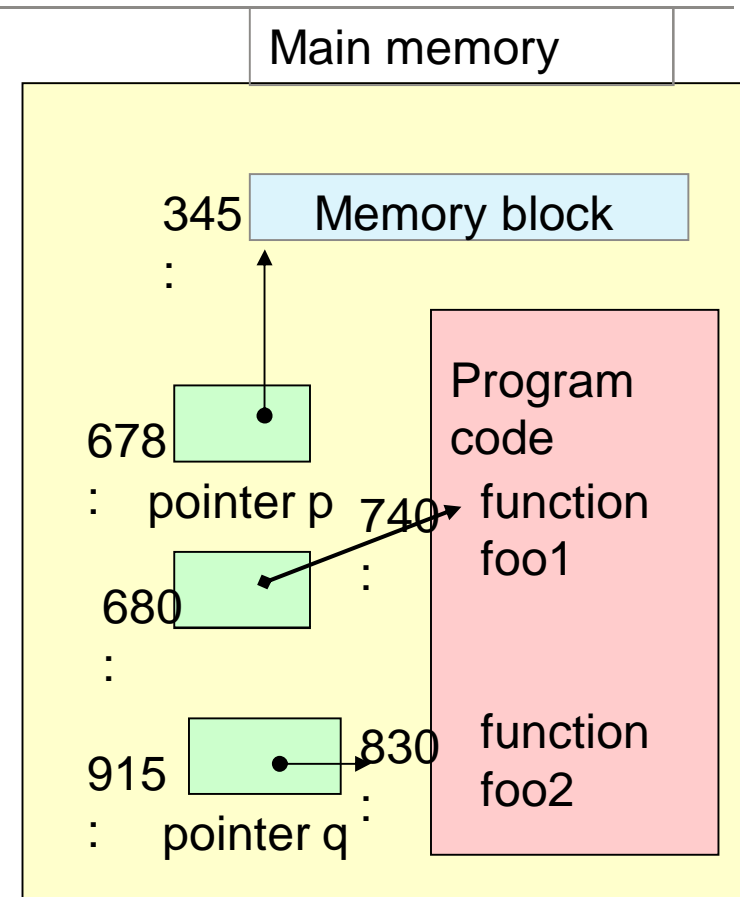 Main memory
345
:
Memory block
Program
code
678
:
pointer p
740
:
function
foo1
680
:
830
:
function
foo2
915
:
pointer q